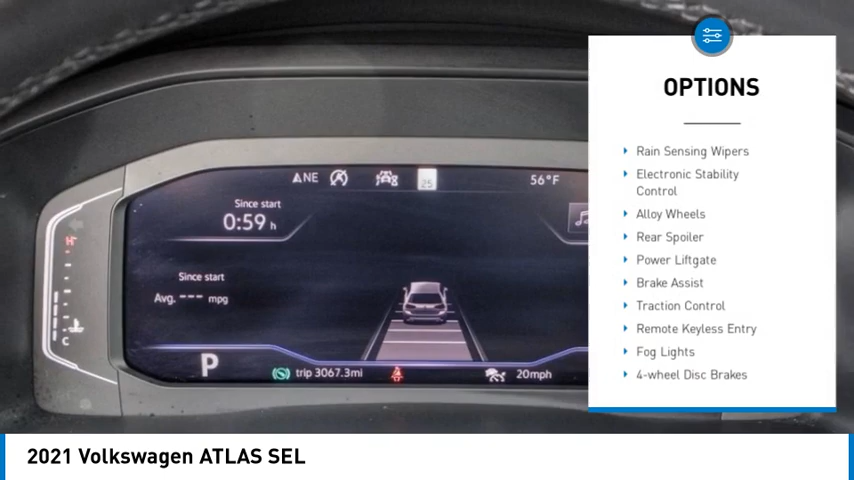 NE
25
56°F
Since start
0:59 h
Since start
Avg. --- mpg
H
C
P
trip 3067.3mi
20mph
OPTIONS
Rain Sensing Wipers
Electronic Stability
Control
Alloy Wheels
Rear Spoiler
Power Liftgate
Brake Assist
Traction Control
Remote Keyless Entry
Fog Lights
4-wheel Disc Brakes
2021 Volkswagen ATLAS SEL